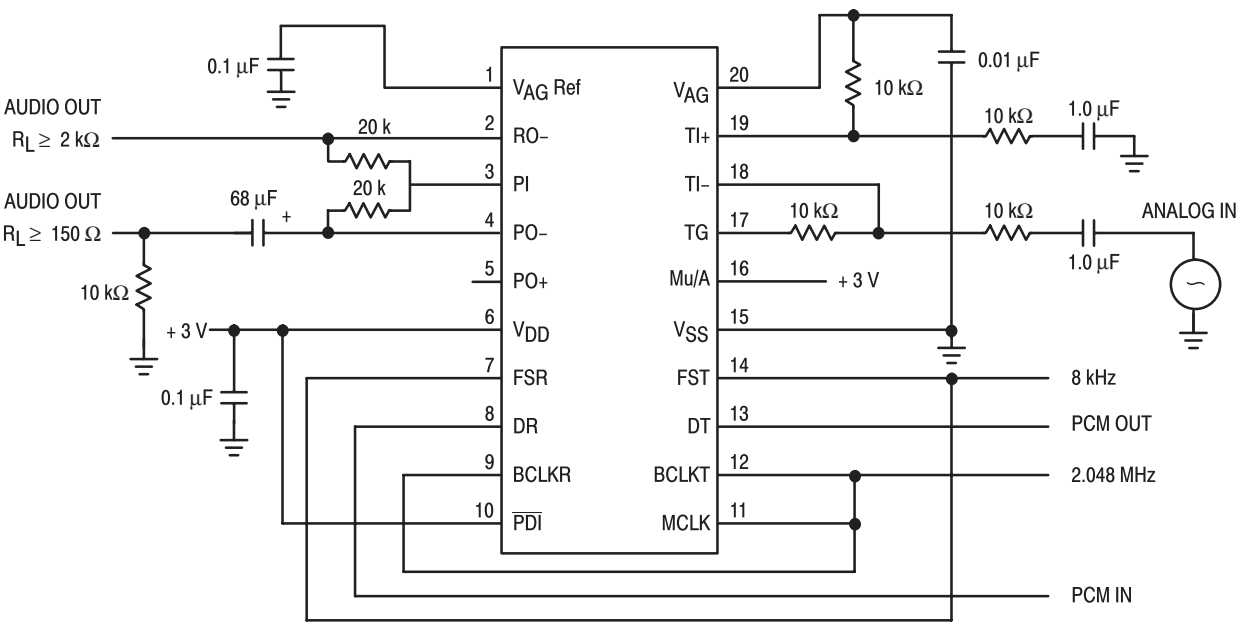 0.1 μF
AUDIO OUT
RL ≥ 2 kΩ
20 k
20 k
AUDIO OUT
RL ≥ 150 Ω
68 μF
+
10 kΩ
+ 3 V
0.1 μF
1 VAG Ref
2 RO−
3 PI
4 PO−
5 PO+
6 VDD
7 FSR
8 DR
9 BCLKR
10 PDI
VAG 20
TI+ 19
TI− 18
TG 17
Mu/A 16
VSS 15
FST 14
DT 13
BCLKT 12
MCLK 11
10 kΩ
0.01 μF
10 kΩ
1.0 μF
10 kΩ
10 kΩ
1.0 μF
ANALOG IN
∼
+ 3 V
8 kHz
PCM OUT
2.048 MHz
PCM IN